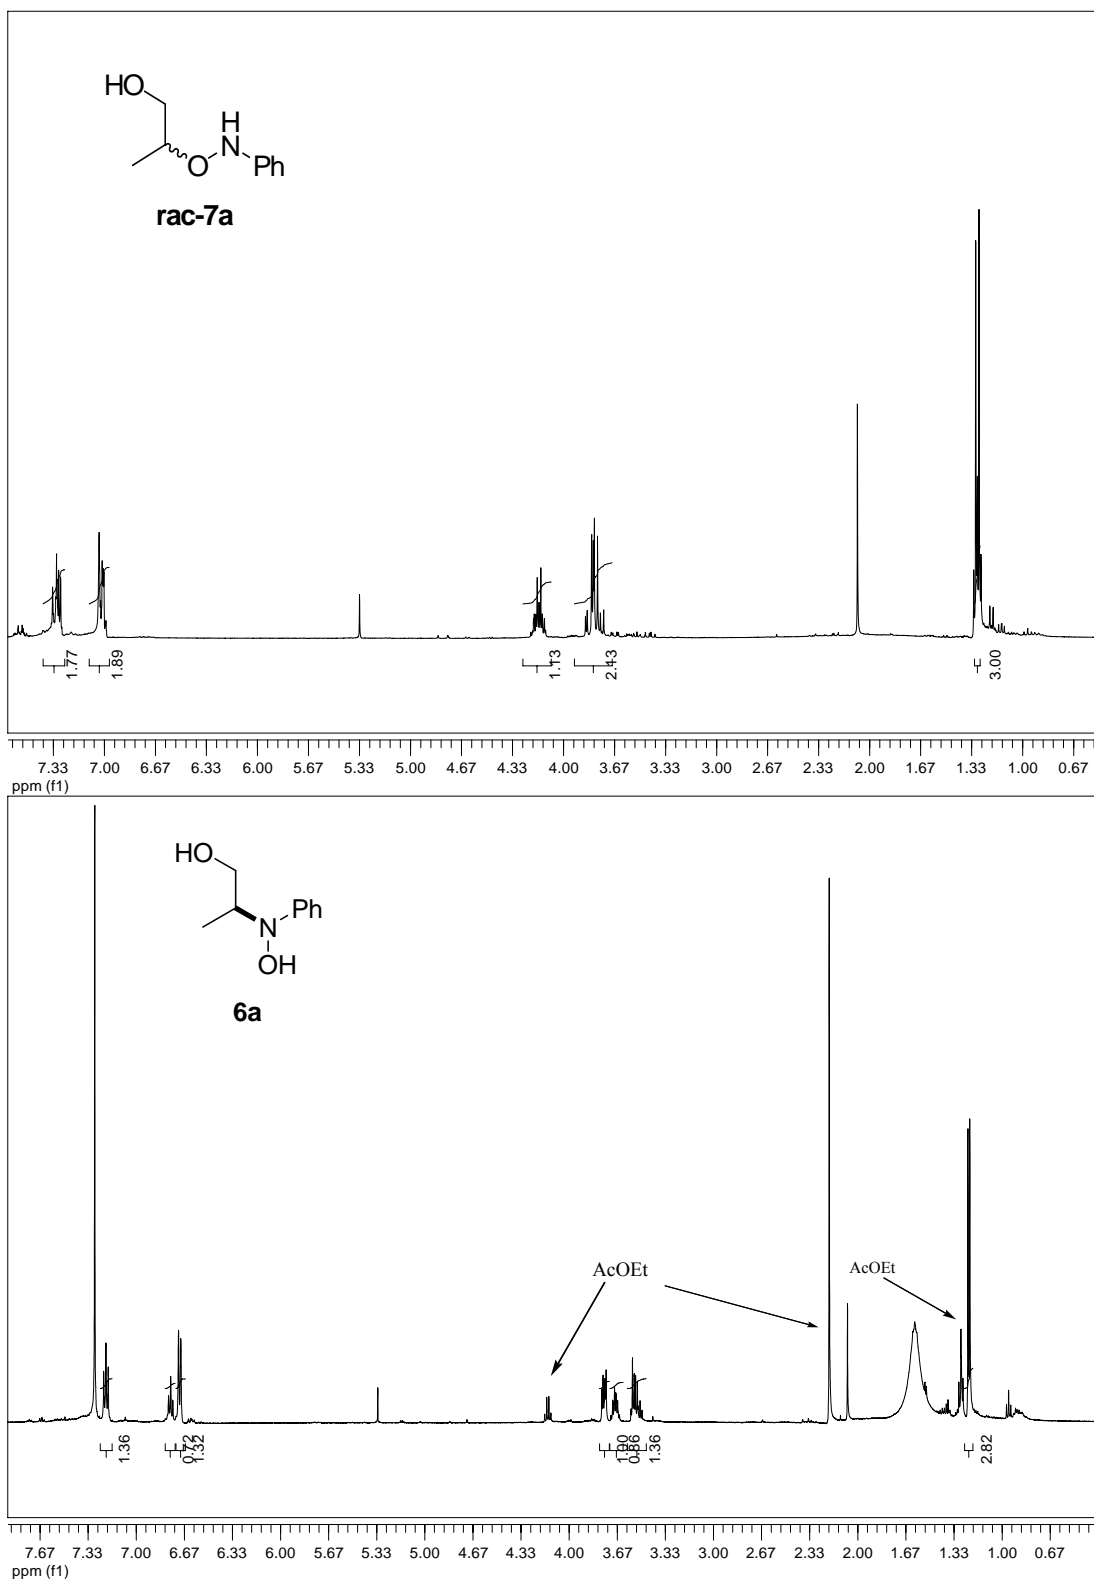 HO
H
N
O
Ph
rac-7a
1.77
1.89
1.13
2.13
3.00
7.33 7.00 6.67 6.33 6.00 5.67 5.33 5.00 4.67 4.33 4.00 3.67 3.33 3.00 2.67 2.33 2.00 1.67 1.33 1.00 0.67
ppm (f1)
HO
Ph
N
OH
6a
AcOEt
AcOEt
1.36
0.72
1.32
1.00
0.86
1.36
2.82
7.67 7.33 7.00 6.67 6.33 6.00 5.67 5.33 5.00 4.67 4.33 4.00 3.67 3.33 3.00 2.67 2.33 2.00 1.67 1.33 1.00 0.67
ppm (f1)